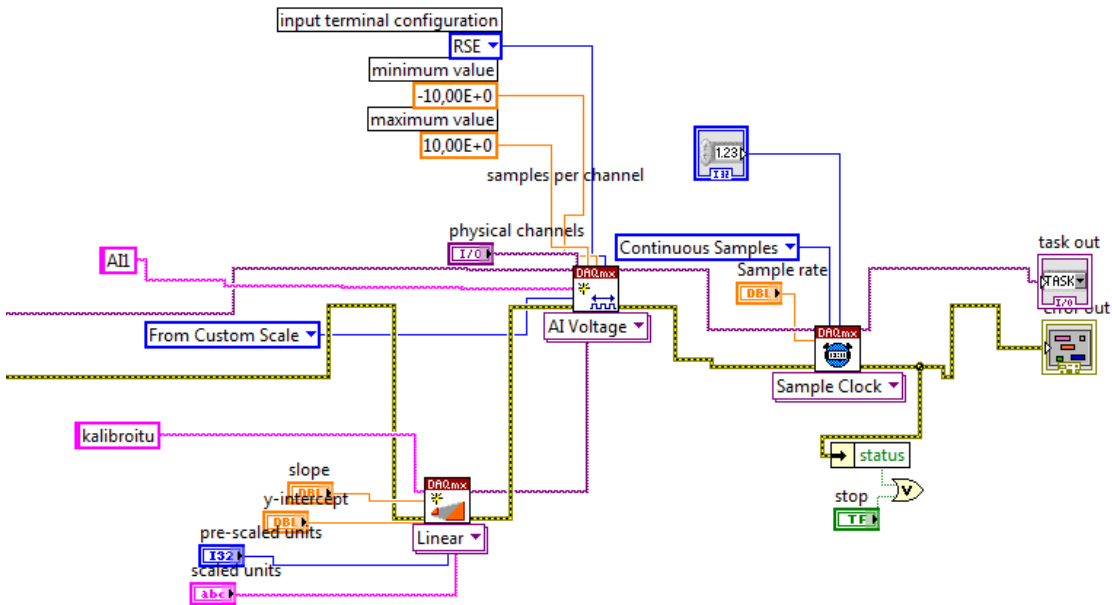 input terminal configuration
RSE
minimum value
-10,00E+0
maximum value
10,00E+0
1.23
I32
samples per channel
physical channels
I/O
Continuous Samples
task out
AI1
DAQmx
Sample rate
TASK
I/O
DBL
error out
From Custom Scale
AI Voltage
DAQmx
Sample Clock
kalibroitu
status
slope
DBL
DAQmx
stop
V
y-intercept
DBL
TF
pre-scaled units
Linear
I32
scaled units
abc